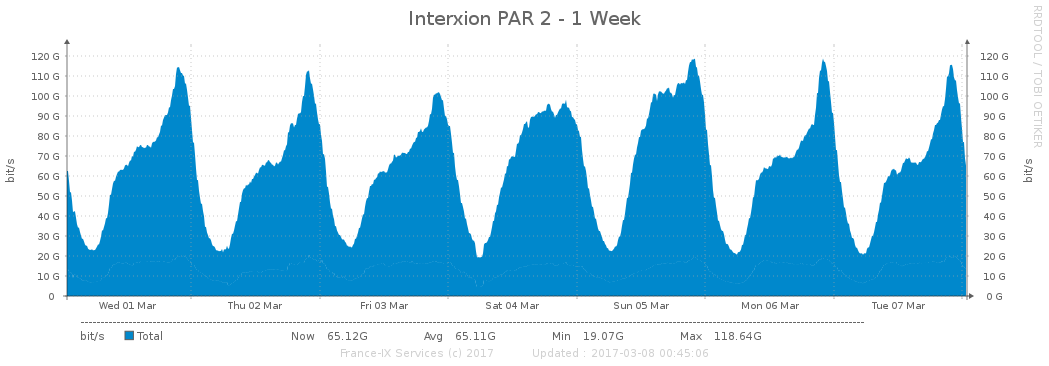 Interxion PAR 2 - 1 Week
RRDTOOL / TOBI OETIKER
bit/s
bit/s
120 G 120 G
110 G 110 G
100 G 100 G
90 G 90 G
80 G 80 G
70 G 70 G
60 G 60 G
50 G 50 G
40 G 40 G
30 G 30 G
20 G 20 G
10 G 10 G
0 0 G
Wed 01 Mar Thu 02 Mar Fri 03 Mar Sat 04 Mar Sun 05 Mar Mon 06 Mar Tue 07 Mar
bit/s Total Now 65.12G Avg 65.11G Min 19.07G Max 118.64G
France-IX Services (c) 2017 Updated : 2017-03-08 00:45:06